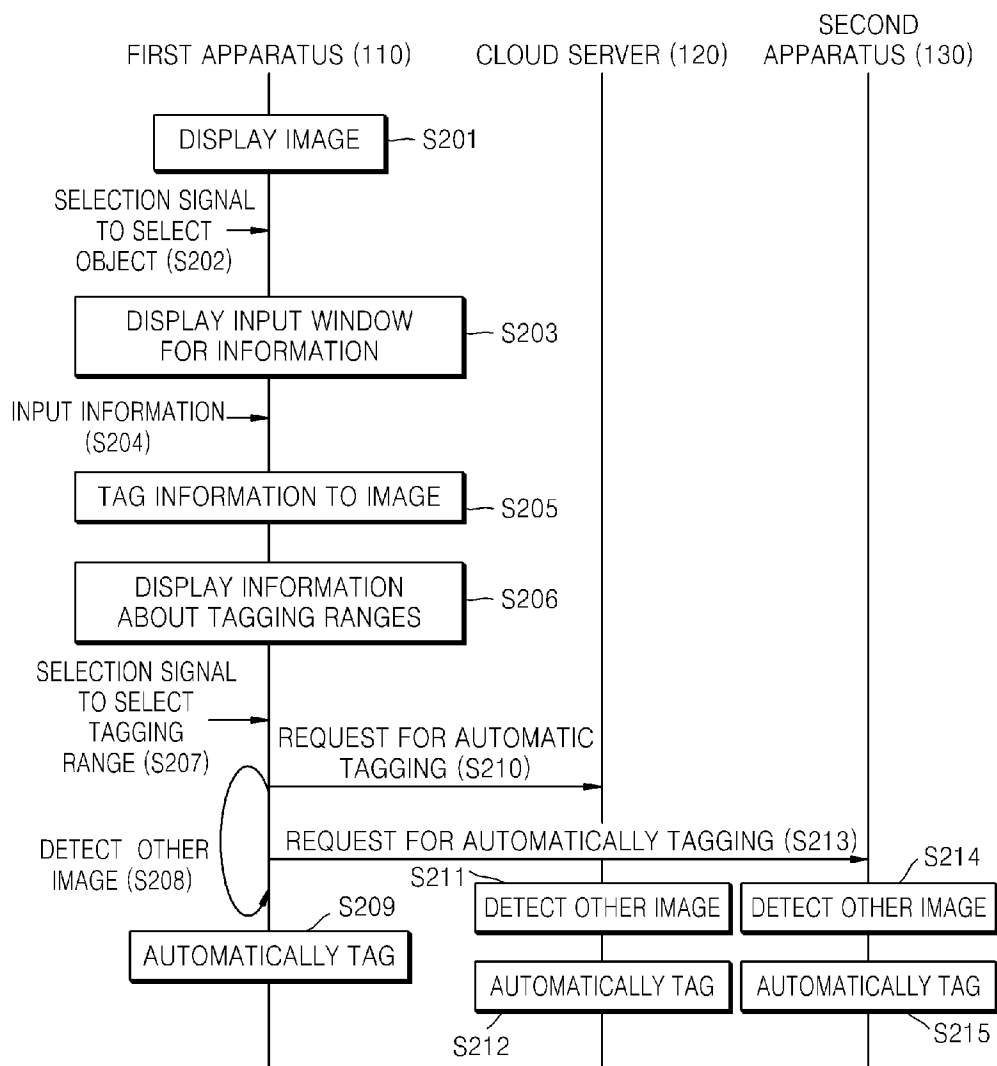 FIRST APPARATUS (110)
CLOUD SERVER (120)
SECOND
APPARATUS (130)
DISPLAY IMAGE
S201
SELECTION SIGNAL
TO SELECT
OBJECT (S202)
DISPLAY INPUT WINDOW
FOR INFORMATION
S203
INPUT INFORMATION
(S204)
TAG INFORMATION TO IMAGE
S205
DISPLAY INFORMATION
ABOUT TAGGING RANGES
S206
SELECTION SIGNAL
TO SELECT
TAGGING
RANGE (S207)
REQUEST FOR AUTOMATIC
TAGGING (S210)
DETECT OTHER
IMAGE (S208)
REQUEST FOR AUTOMATICALLY TAGGING (S213)
S211
S214
DETECT OTHER IMAGE
DETECT OTHER IMAGE
S209
AUTOMATICALLY TAG
AUTOMATICALLY TAG
AUTOMATICALLY TAG
S212
S215